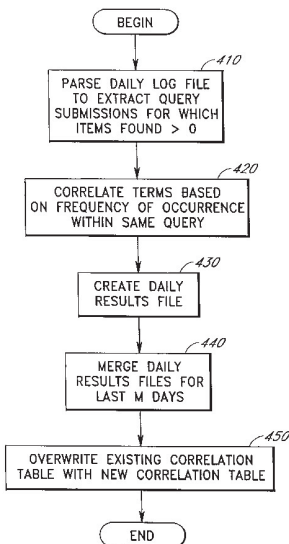 BEGIN
410
PARSE DAILY LOG FILE
TO EXTRACT QUERY
SUBMISSIONS FOR WHICH
ITEMS FOUND > 0
420
CORRELATE TERMS BASED
ON FREQUENCY OF OCCURRENCE
WITHIN SAME QUERY
430
CREATE DAILY
RESULTS FILE
440
MERGE DAILY
RESULTS FILES FOR
LAST M DAYS
450
OVERWRITE EXISTING CORRELATION
TABLE WITH NEW CORRELATION TABLE
END